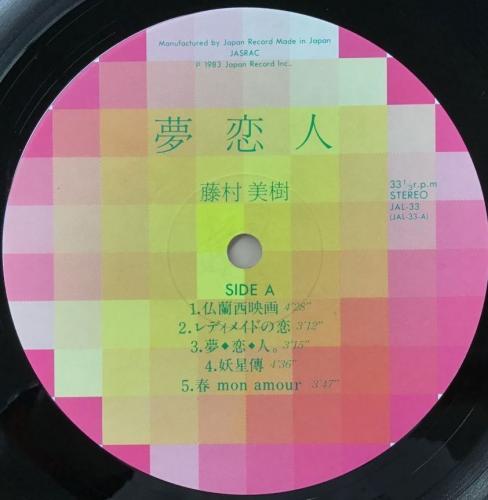 Manufactured by Japan Record Made in Japan
JASRAC
℗ 1983 Japan Record Inc..
夢恋人
藤村美樹
33 1/3 r.p.m
STEREO
JAL-33
(JAL-33-A)
SIDE A
1.仏蘭西映画 4'28"
2.レディメイドの恋 3'12"
3.夢◆恋◆人。 3'15"
4.妖星傳 4'36"
5.春 mon amour 3'47"